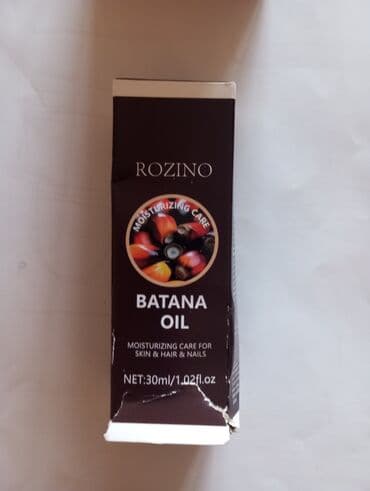 ROZINO
MOISTURIZING CARE
BATANA
OIL
MOISTURIZING CARE FOR
SKIN & HAIR & NAILS
NET:30ml/1.02fl.oz